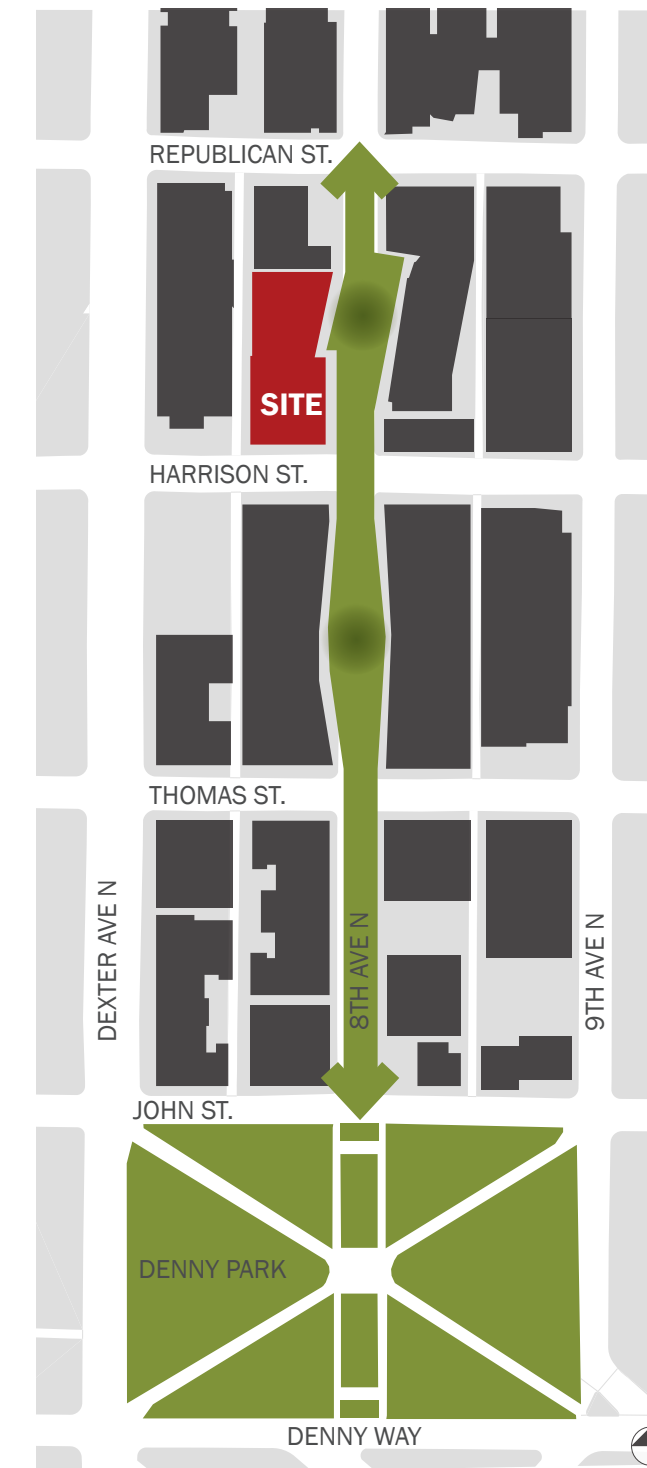 REPUBLICAN ST.
SITE
HARRISON ST.
THOMAS ST.
DEXTER AVE N
8TH AVE N
9TH AVE N
JOHN ST.
DENNY PARK
DENNY WAY